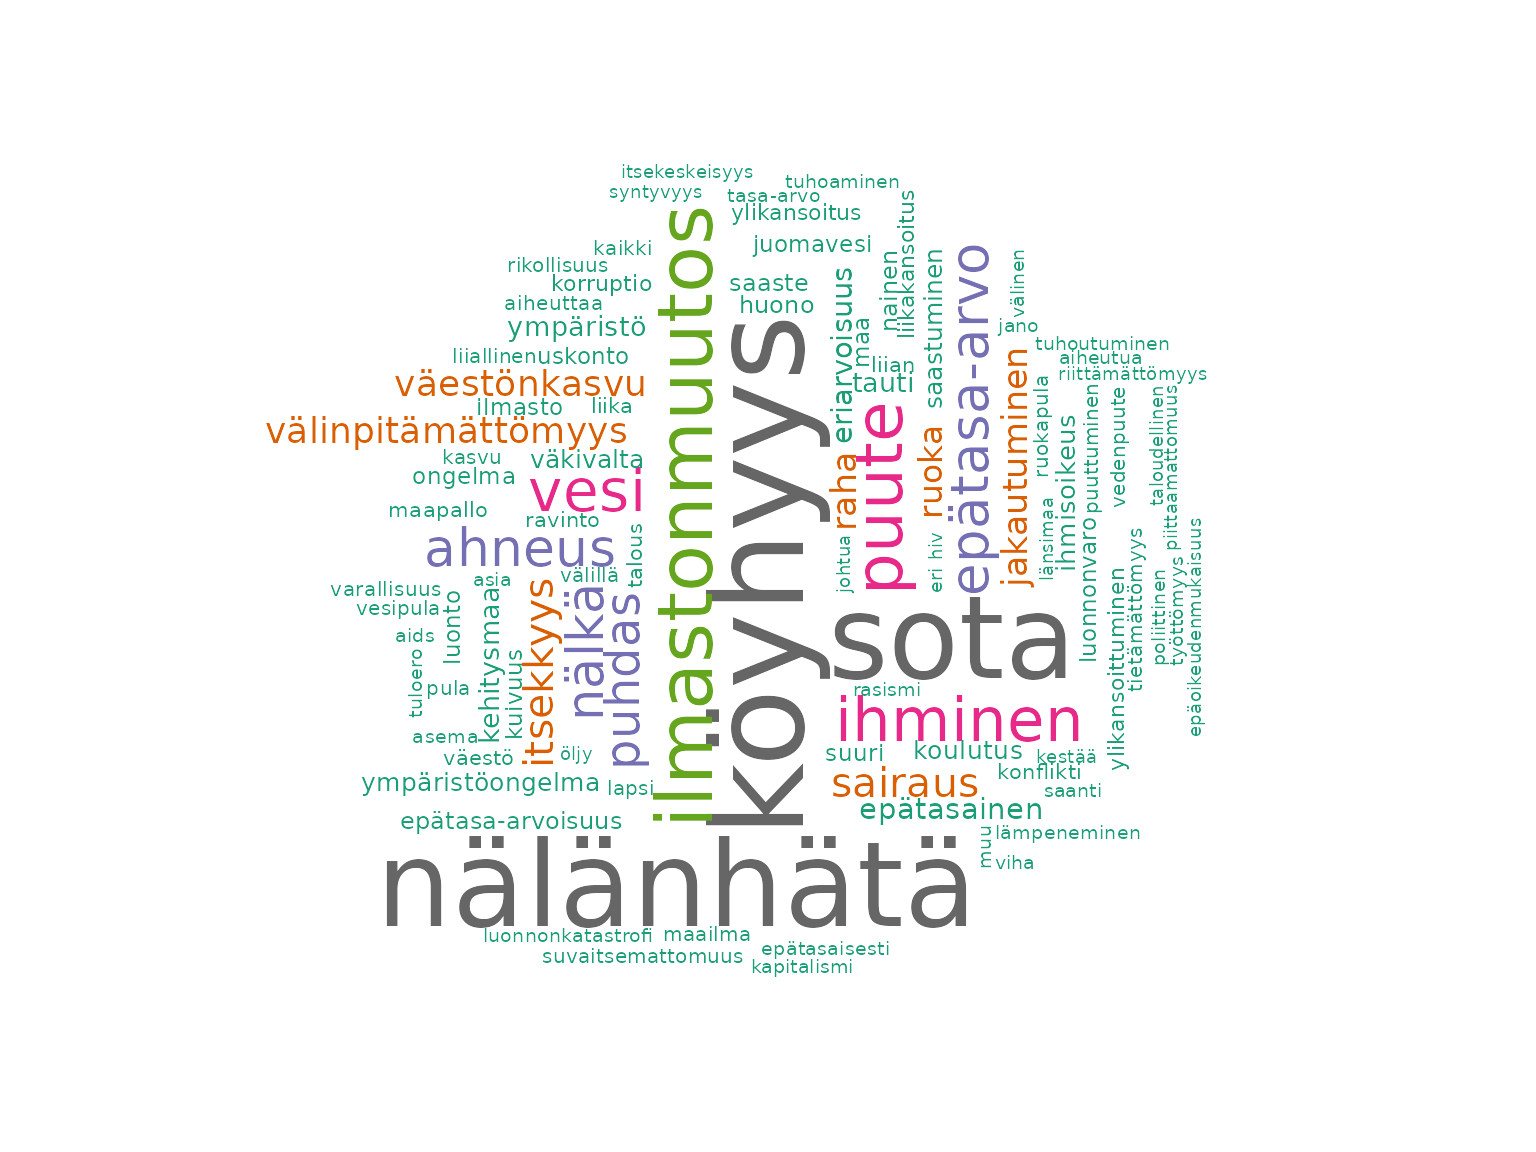 itsekeskeisyys
tuhoaminen
syntyvyys
tasa-arvo
ylikansoitus
liikakansoitus
ilmastonmuutos
kaikki
juomavesi
nainen
saastuminen
epätasa-arvo
välinen
rikollisuus
korruptio
saaste
eriarvoisuus
aiheuttaa
huono
ympäristö
köyhyys
maa
jano
tuhoutuminen
liiallinen
uskonto
liian
aiheutua
väestönkasvu
tauti
jakautuminen
riittämättömyys
ilmasto
liika
puute
ruokapula
puuttuminen
vedenpuute
taloudellinen
piittaamattomuus
välinpitämättömyys
ruoka
ihmisoikeus
kasvu
väkivalta
raha
ongelma
vesi
länsimaa
maapallo
ravinto
luonnonvaro
epäoikeudenmukaisuus
ahneus
talous
johtua
eri
hiv
tietämättömyys
asia
välillä
ylikansoittuminen
poliittinen
työttömyys
varallisuus
vesipula
luonto
kehitysmaa
itsekkyys
nälkä
puhdas
sota
aids
tuloero
pula
kuivuus
rasismi
ihminen
asema
väestö
öljy
suuri
koulutus
kestää
ympäristöongelma
lapsi
sairaus
konflikti
saanti
epätasa-arvoisuus
epätasainen
muu
lämpeneminen
nälänhätä
viha
luonnonkatastrofi
maailma
suvaitsemattomuus
epätasaisesti
kapitalismi